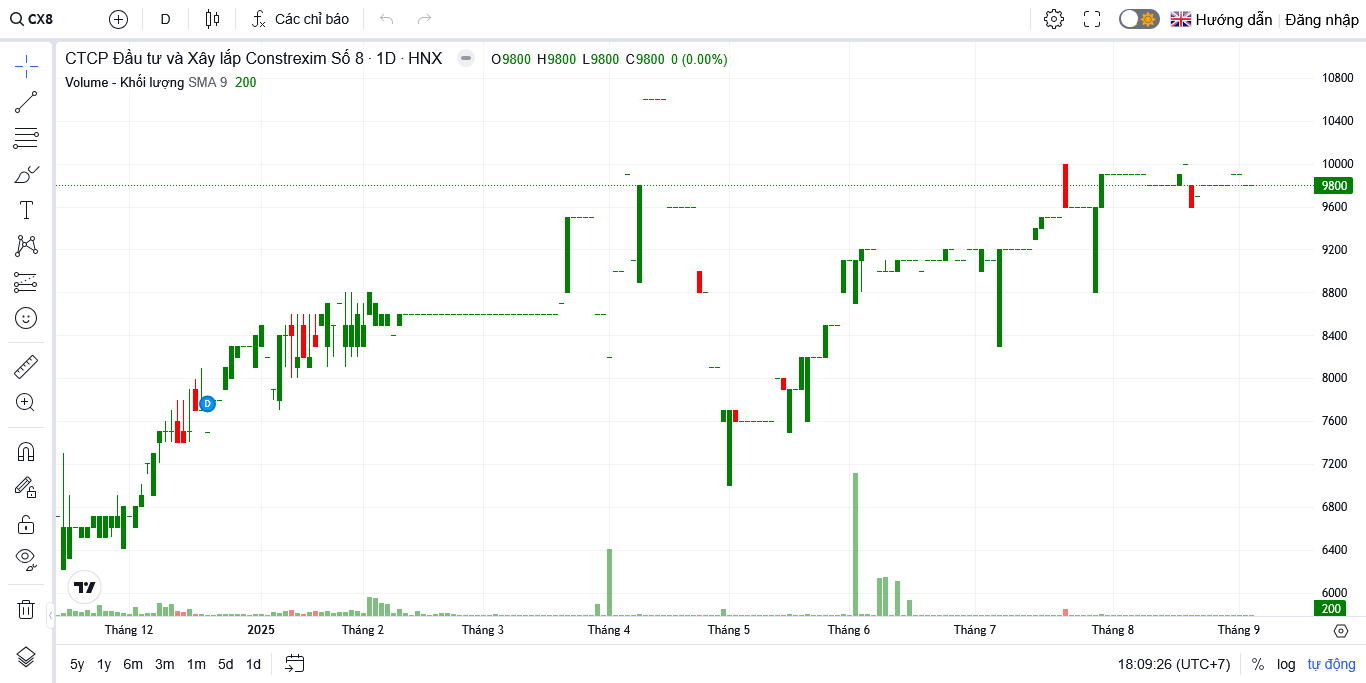 CX8 D Các chỉ báo Hướng dẫn Đăng nhập
CTCP Đầu tư và Xây lắp Constrexim Số 8 · 1D · HNX O9800 H9800 L9800 C9800 0 (0.00%)
Volume - Khối lượng SMA 9 200
10800
10400
10000
9800
9600
9200
8800
8400
8000
7600
7200
6800
6400
6000
200
D
Tháng 12 2025 Tháng 2 Tháng 3 Tháng 4 Tháng 5 Tháng 6 Tháng 7 Tháng 8 Tháng 9
5y 1y 6m 3m 1m 5d 1d 18:09:26 (UTC+7) % log tự động